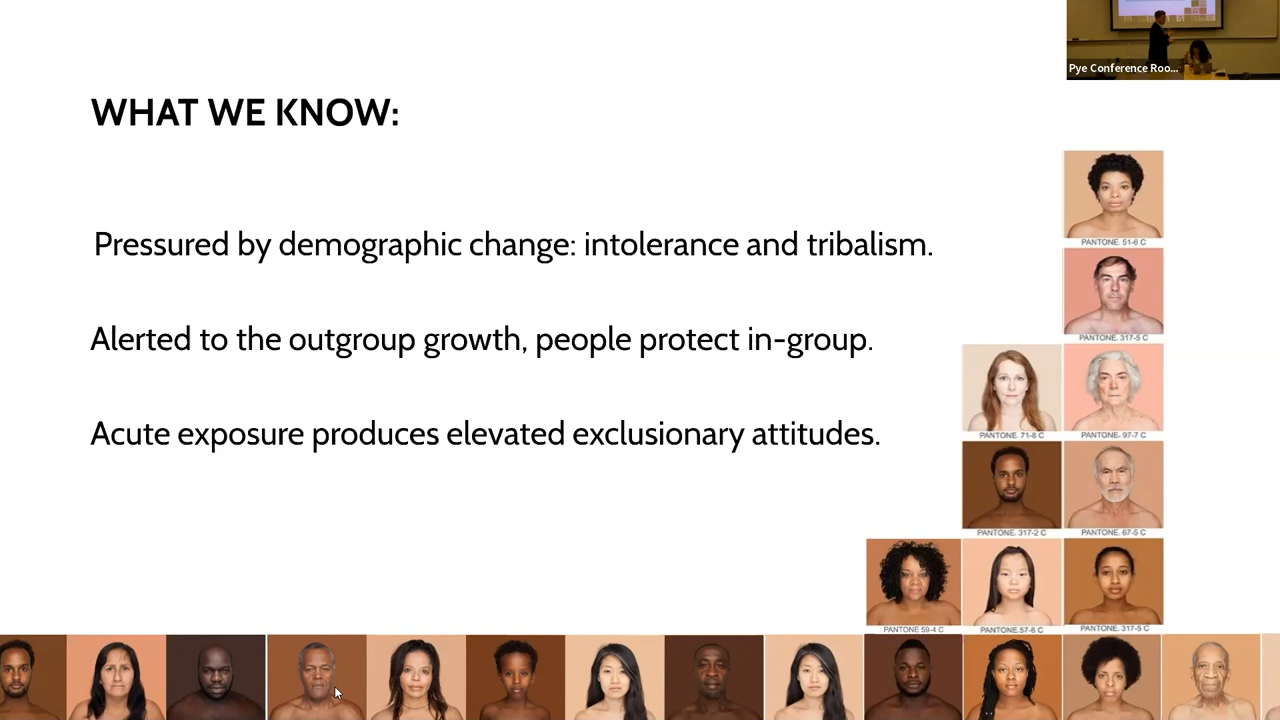 Pye Conference Roo...
WHAT WE KNOW:
Pressured by demographic change: intolerance and tribalism.
Alerted to the outgroup growth, people protect in-group.
Acute exposure produces elevated exclusionary attitudes.
PANTONE. 51-6 C
PANTONE. 317-5 C
PANTONE. 71-8 C PANTONE. 97-7 C
PANTONE. 317-2 C PANTONE. 67-5 C
PANTONE 59-4 C PANTONE.57-6 C PANTONE. 317-5 C